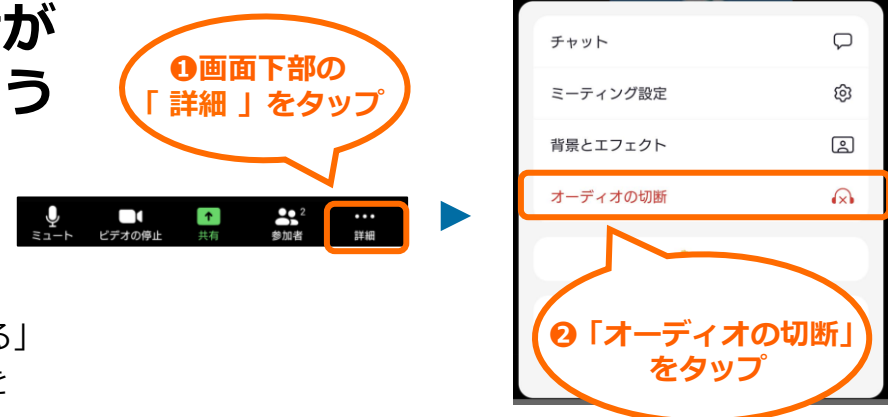 が
う
❶画面下部の
「 詳細 」をタップ
ミュート
ビデオの停止
共有
2
参加者
詳細
る」
チャット
ミーティング設定
背景とエフェクト
オーディオの切断
❷「オーディオの切断」
をタップ